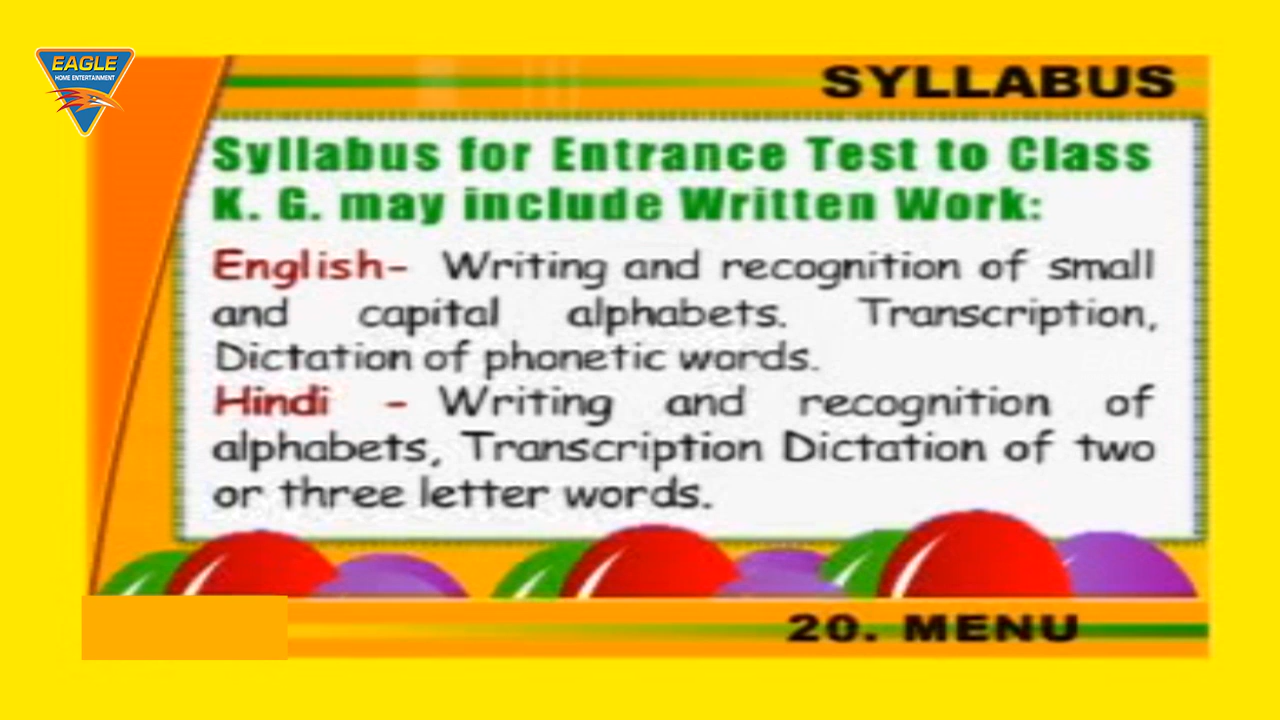 EAGLE
HOME ENTERTAINMENT
SYLLABUS
Syllabus for Entrance Test to Class
K. G. may include Written Work:
English- Writing and recognition of small
and capital alphabets. Transcription,
Dictation of phonetic words.
Hindi - Writing and recognition of
alphabets, Transcription Dictation of two
or three letter words.
20. MENU